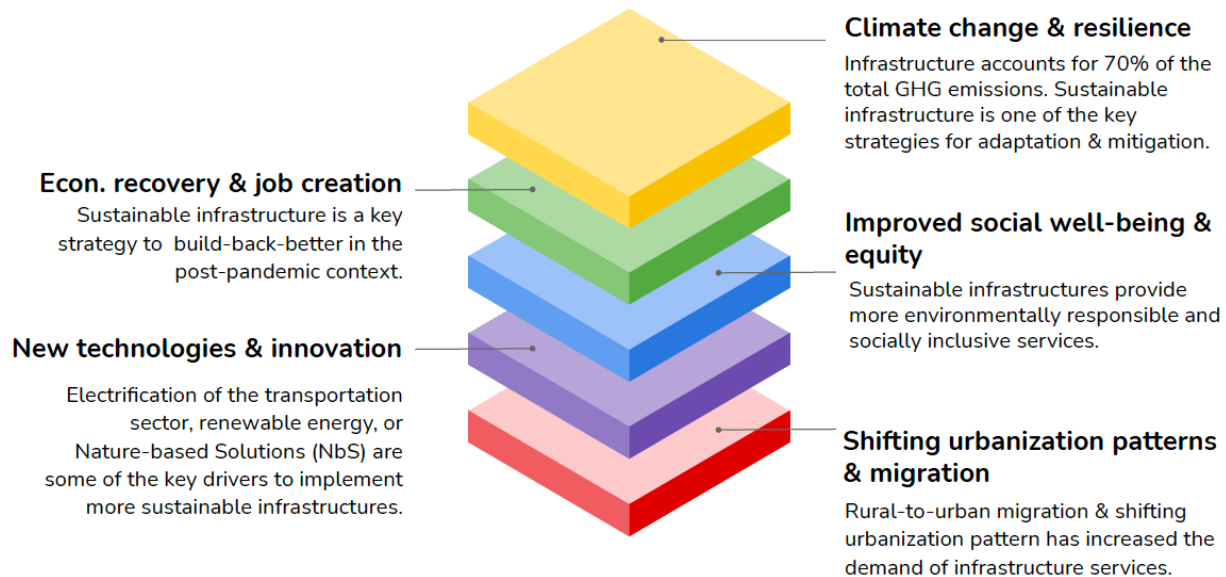 Climate change & resilience
Infrastructure accounts for 70% of the
total GHG emissions. Sustainable
infrastructure is one of the key
strategies for adaptation & mitigation.
Econ. recovery & job creation
Sustainable infrastructure is a key
strategy to build-back-better in the
post-pandemic context.
Improved social well-being &
equity
Sustainable infrastructures provide
more environmentally responsible and
socially inclusive services.
New technologies & innovation
Electrification of the transportation
sector, renewable energy, or
Nature-based Solutions (NbS) are
some of the key drivers to implement
more sustainable infrastructures.
Shifting urbanization patterns
& migration
Rural-to-urban migration & shifting
urbanization pattern has increased the
demand of infrastructure services.